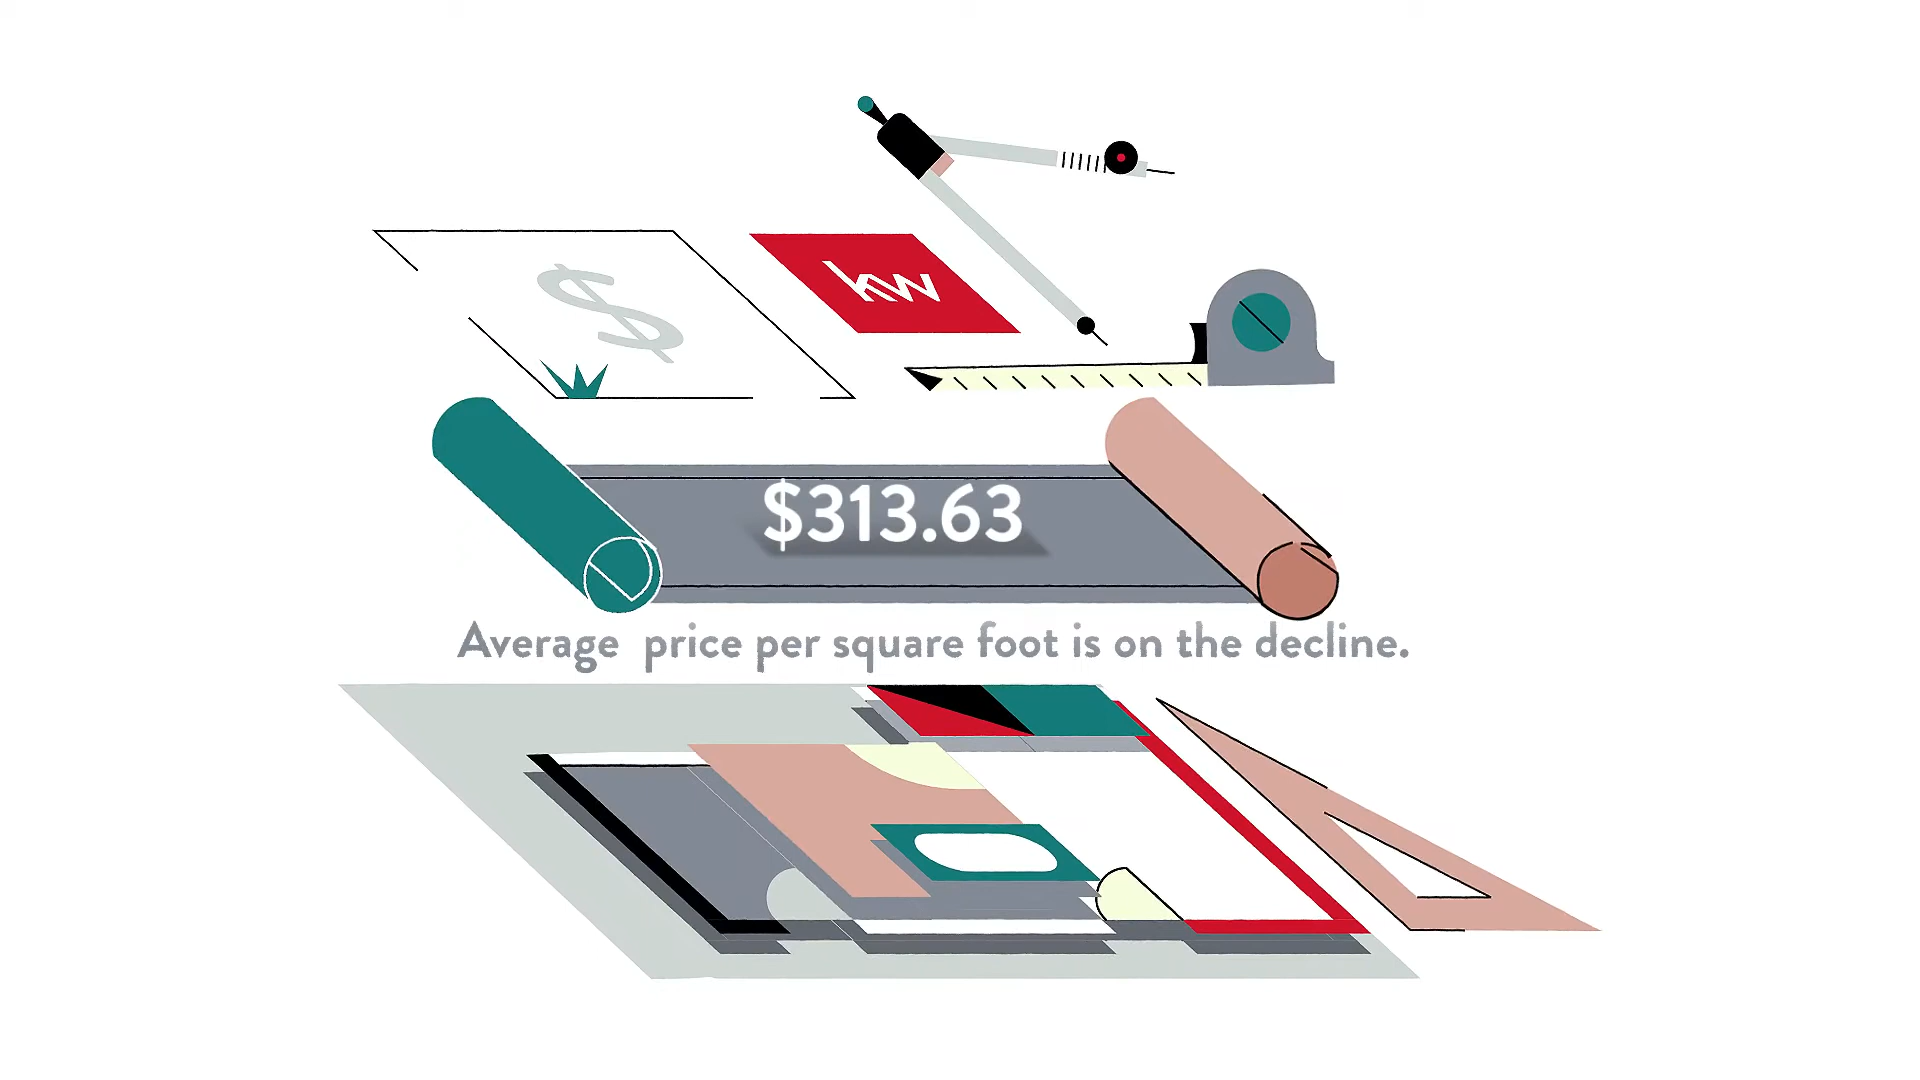 $
kw
$313.63
Average price per square foot is on the decline.